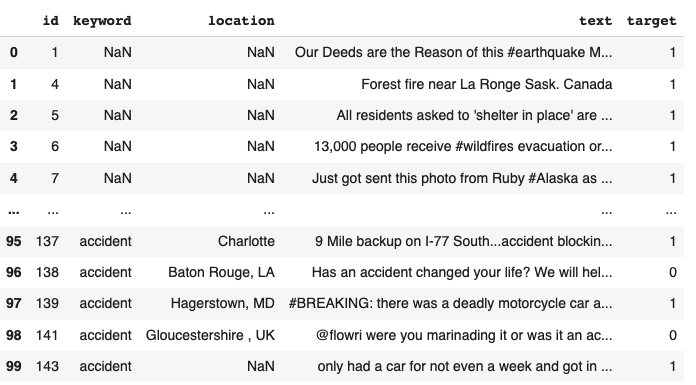 id keyword location text target
0 1 NaN NaN Our Deeds are the Reason of this #earthquake M... 1
1 4 NaN NaN Forest fire near La Ronge Sask. Canada 1
2 5 NaN NaN All residents asked to 'shelter in place' are ... 1
3 6 NaN NaN 13,000 people receive #wildfires evacuation or... 1
4 7 NaN NaN Just got sent this photo from Ruby #Alaska as ... 1
... ... ... ... ... ...
95 137 accident Charlotte 9 Mile backup on I-77 South...accident blockin... 1
96 138 accident Baton Rouge, LA Has an accident changed your life? We will hel... 0
97 139 accident Hagerstown, MD #BREAKING: there was a deadly motorcycle car a... 1
98 141 accident Gloucestershire , UK @flowri were you marinading it or was it an ac... 0
99 143 accident NaN only had a car for not even a week and got in ... 1